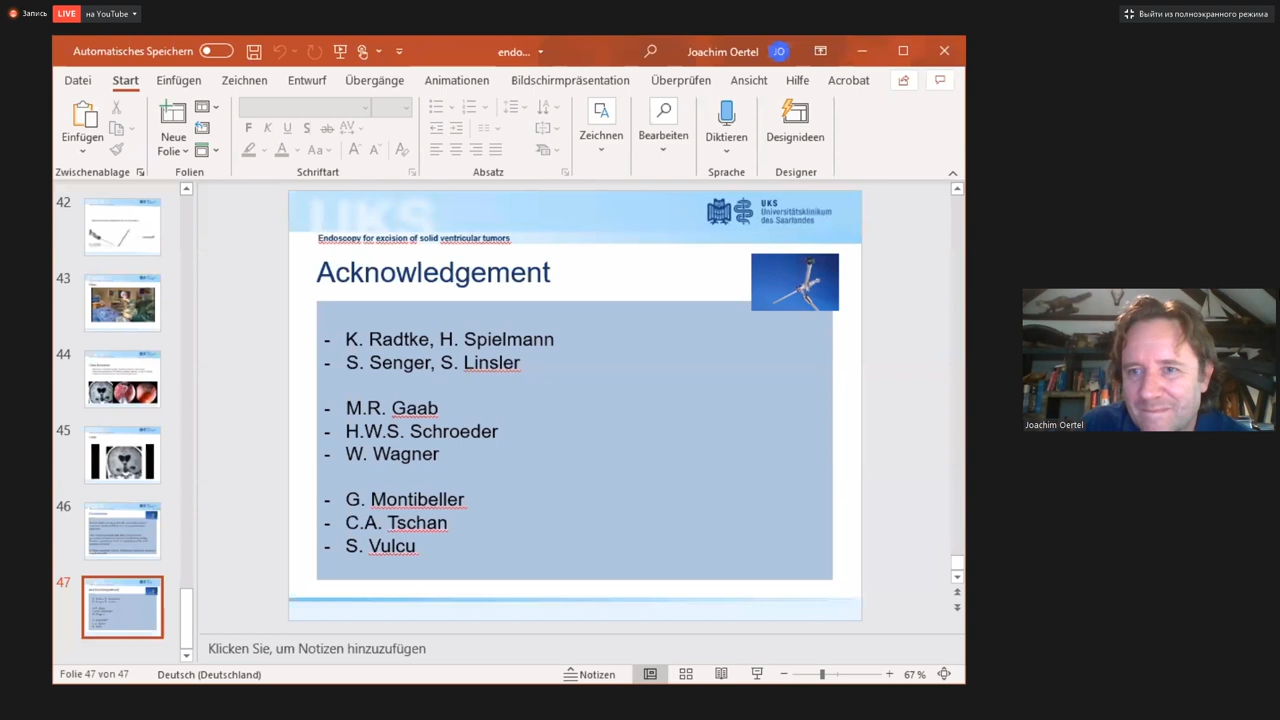 Запись LIVE на YouTube
Выйти из полноэкранного режима
Automatisches Speichern endo... Joachim Oertel JO
Datei Start Einfügen Zeichnen Entwurf Übergänge Animationen Bildschirmpräsentation Überprüfen Ansicht Hilfe Acrobat
Einfügen
Neue Folie
F K U S ab AV
A Aa A A A
Zeichnen
Bearbeiten
Diktieren
Designideen
Zwischenablage Folien Schriftart Absatz Sprache Designer
42
43
44
45
46
47
UKS
UKS
Universitätsklinikum
des Saarlandes
Endoscopy for excision of solid ventricular tumors
Acknowledgement
- K. Radtke, H. Spielmann
- S. Senger, S. Linsler
- M.R. Gaab
- H.W.S. Schroeder
- W. Wagner
- G. Montibeller
- C.A. Tschan
- S. Vulcu
Joachim Oertel
Klicken Sie, um Notizen hinzuzufügen
Folie 47 von 47 Deutsch (Deutschland) Notizen 67 %